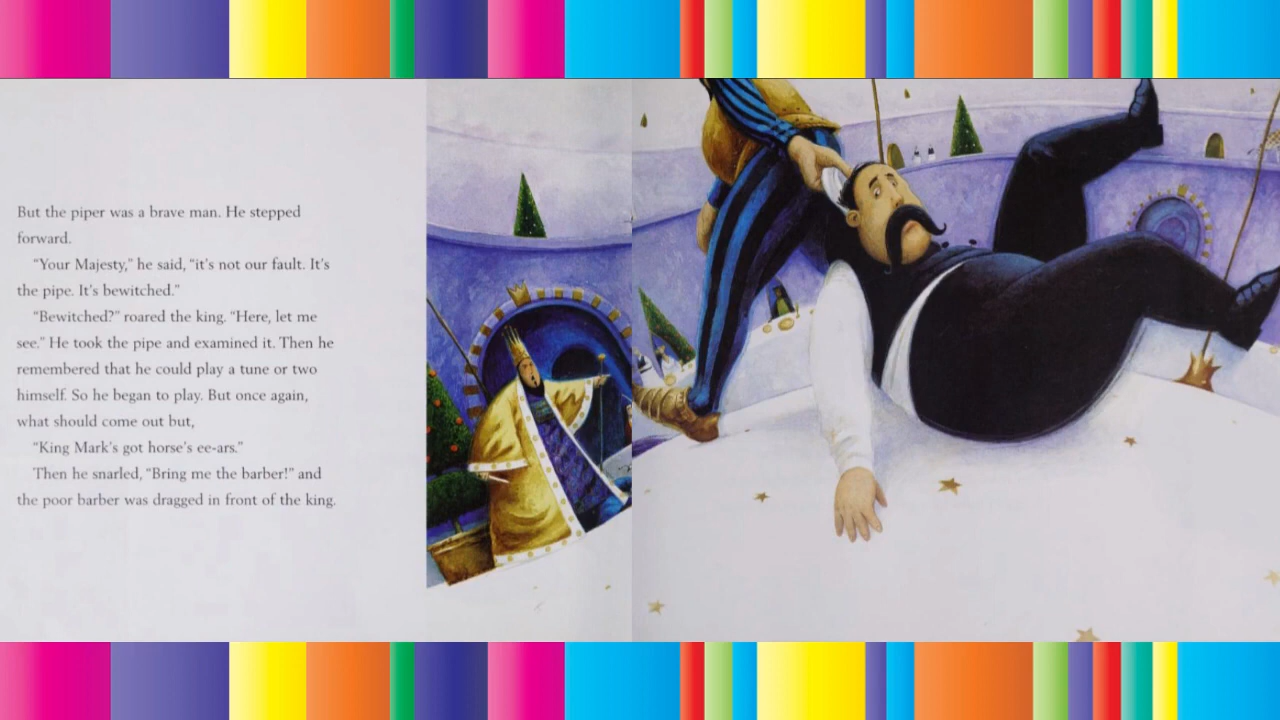 But the piper was a brave man. He stepped
forward.
“Your Majesty,” he said, “it’s not our fault. It’s
the pipe. It’s bewitched.”
“Bewitched?” roared the king. “Here, let me
see.” He took the pipe and examined it. Then he
remembered that he could play a tune or two
himself. So he began to play. But once again,
what should come out but,
“King Mark’s got horse’s ee-ars.”
Then he snarled, “Bring me the barber!” and
the poor barber was dragged in front of the king.